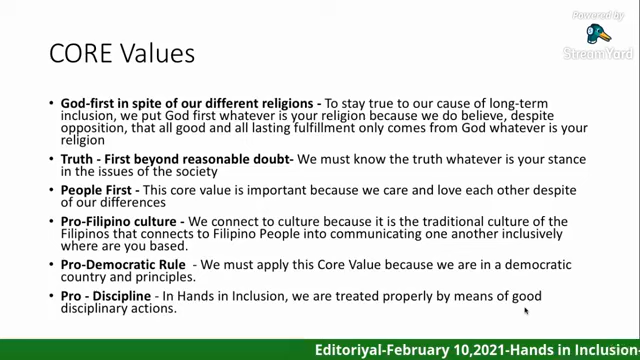 Powered by
StreamYard
CORE Values
• God-first in spite of our different religions - To stay true to our cause of long-term
inclusion, we put God first whatever is your religion because we do believe, despite
opposition, that all good and all lasting fulfillment only comes from God whatever is your
religion
• Truth - First beyond reasonable doubt- We must know the truth whatever is your stance
in the issues of the society
• People First - This core value is important because we care and love each other despite
of our differences
• Pro-Filipino culture - We connect to culture because it is the traditional culture of the
Filipinos that connects to Filipino People into communicating one another inclusively
where are you based.
• Pro-Democratic Rule - We must apply this Core Value because we are in a democratic
country and principles.
• Pro - Discipline - In Hands in Inclusion, we are treated properly by means of good
disciplinary actions.
Editoriyal-February 10,2021-Hands in Inclusion-